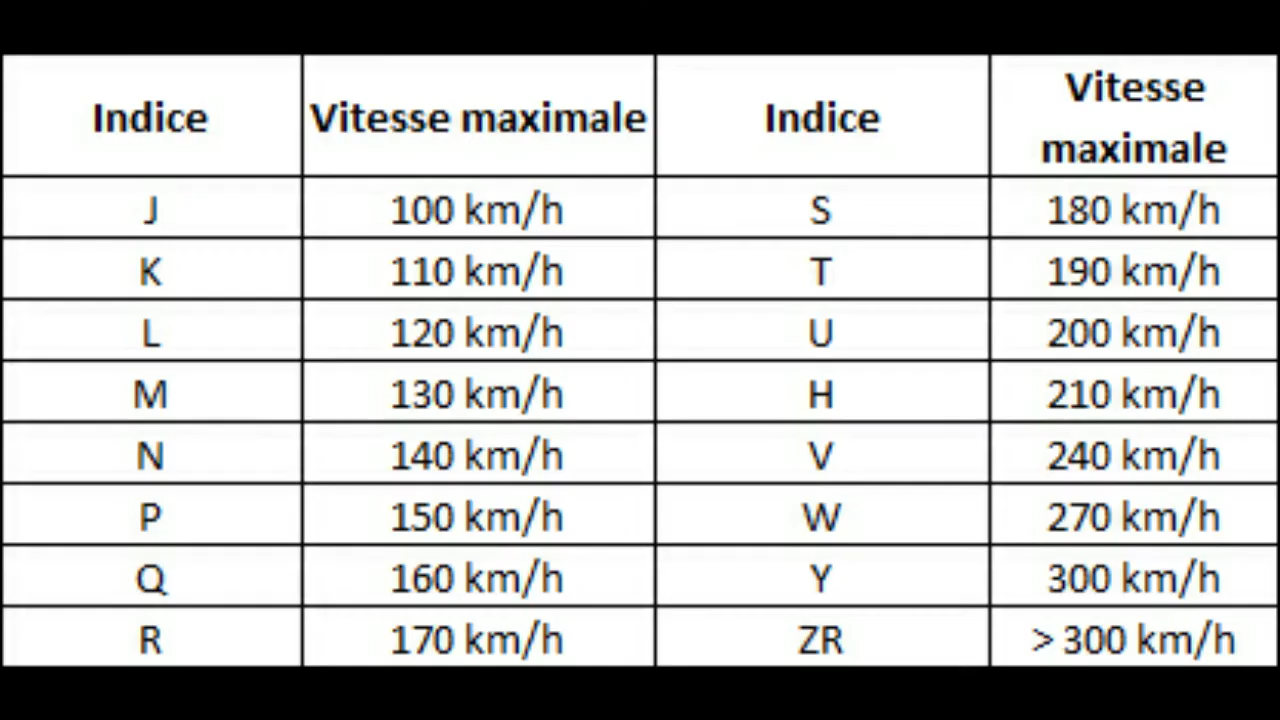 Indice Vitesse maximale Indice Vitesse maximale
J 100 km/h S 180 km/h
K 110 km/h T 190 km/h
L 120 km/h U 200 km/h
M 130 km/h H 210 km/h
N 140 km/h V 240 km/h
P 150 km/h W 270 km/h
Q 160 km/h Y 300 km/h
R 170 km/h ZR > 300 km/h